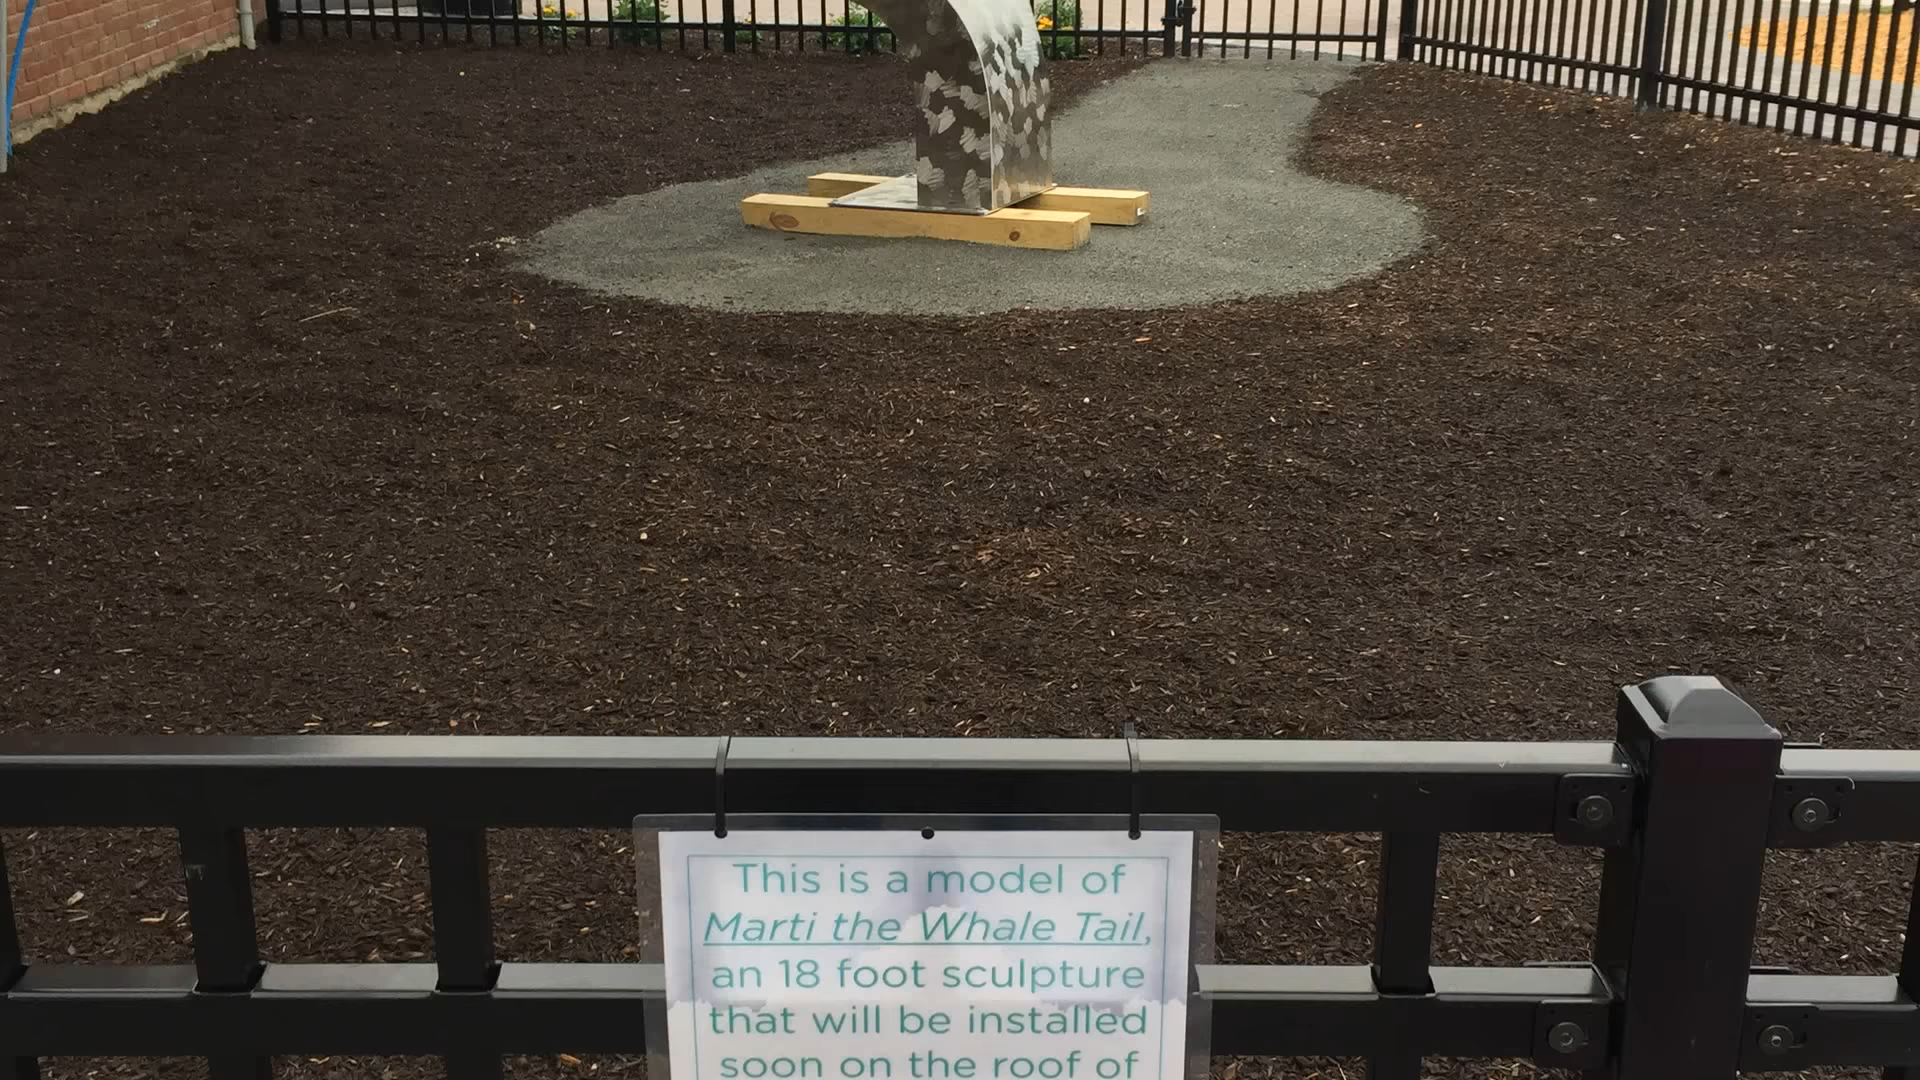 This is a model of
Marti the Whale Tail,
an 18 foot sculpture
that will be installed
soon on the roof of